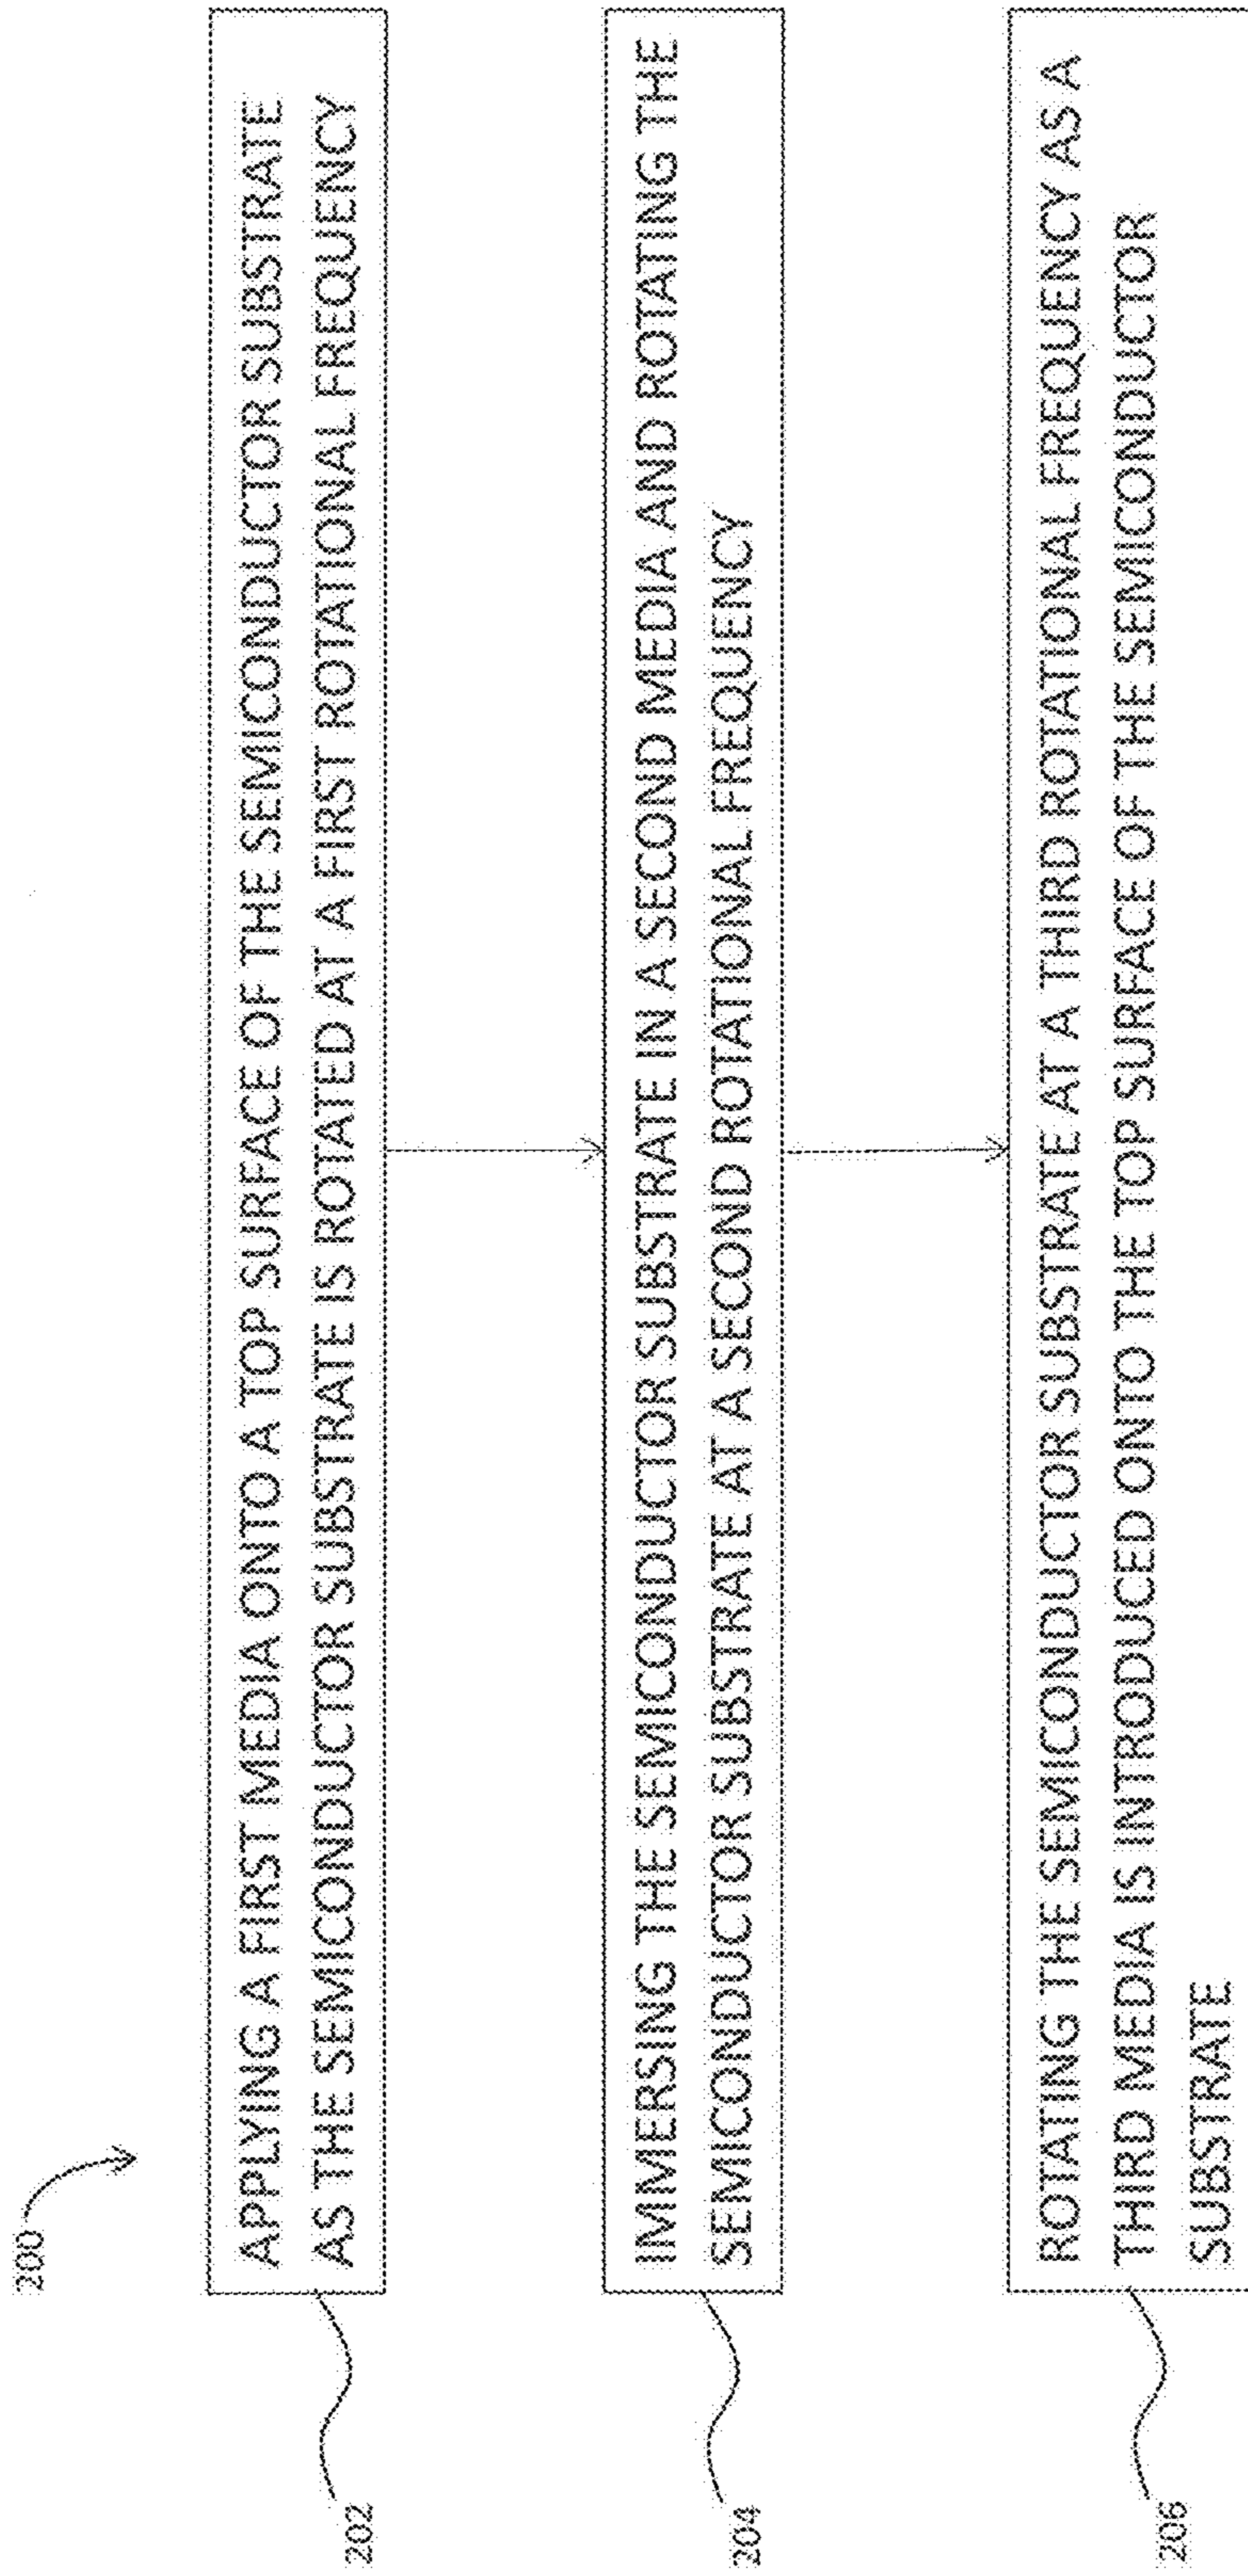 200
202
APPLYING A FIRST MEDIA ONTO A TOP SURFACE OF THE SEMICONDUCTOR SUBSTRATE
AS THE SEMICONDUCTOR SUBSTRATE IS ROTATED AT A FIRST ROTATIONAL FREQUENCY
204
IMMERSING THE SEMICONDUCTOR SUBSTRATE IN A SECOND MEDIA AND ROTATING THE
SEMICONDUCTOR SUBSTRATE AT A SECOND ROTATIONAL FREQUENCY
206
ROTATING THE SEMICONDUCTOR SUBSTRATE AT A THIRD ROTATIONAL FREQUENCY AS A
THIRD MEDIA IS INTRODUCED ONTO THE TOP SURFACE OF THE SEMICONDUCTOR
SUBSTRATE